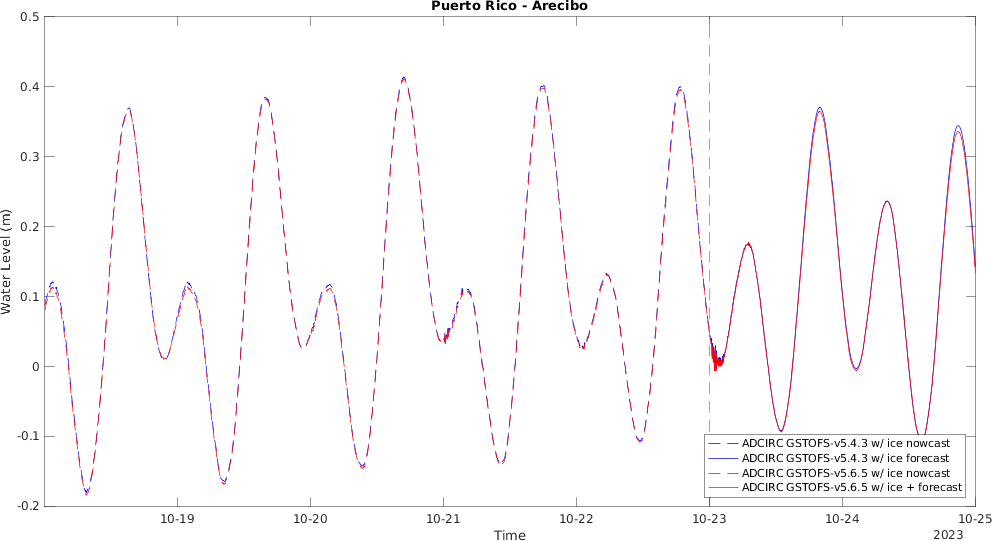 Puerto Rico - Arecibo
0.5
0.4
0.3
0.2
0.1
0
-0.1
-0.2
Water Level (m)
ADCIRC GSTOFS-v5.4.3 w/ ice nowcast
ADCIRC GSTOFS-v5.4.3 w/ ice forecast
ADCIRC GSTOFS-v5.6.5 w/ ice nowcast
ADCIRC GSTOFS-v5.6.5 w/ ice + forecast
10-19 10-20 10-21 10-22 10-23 10-24 10-25
Time
2023